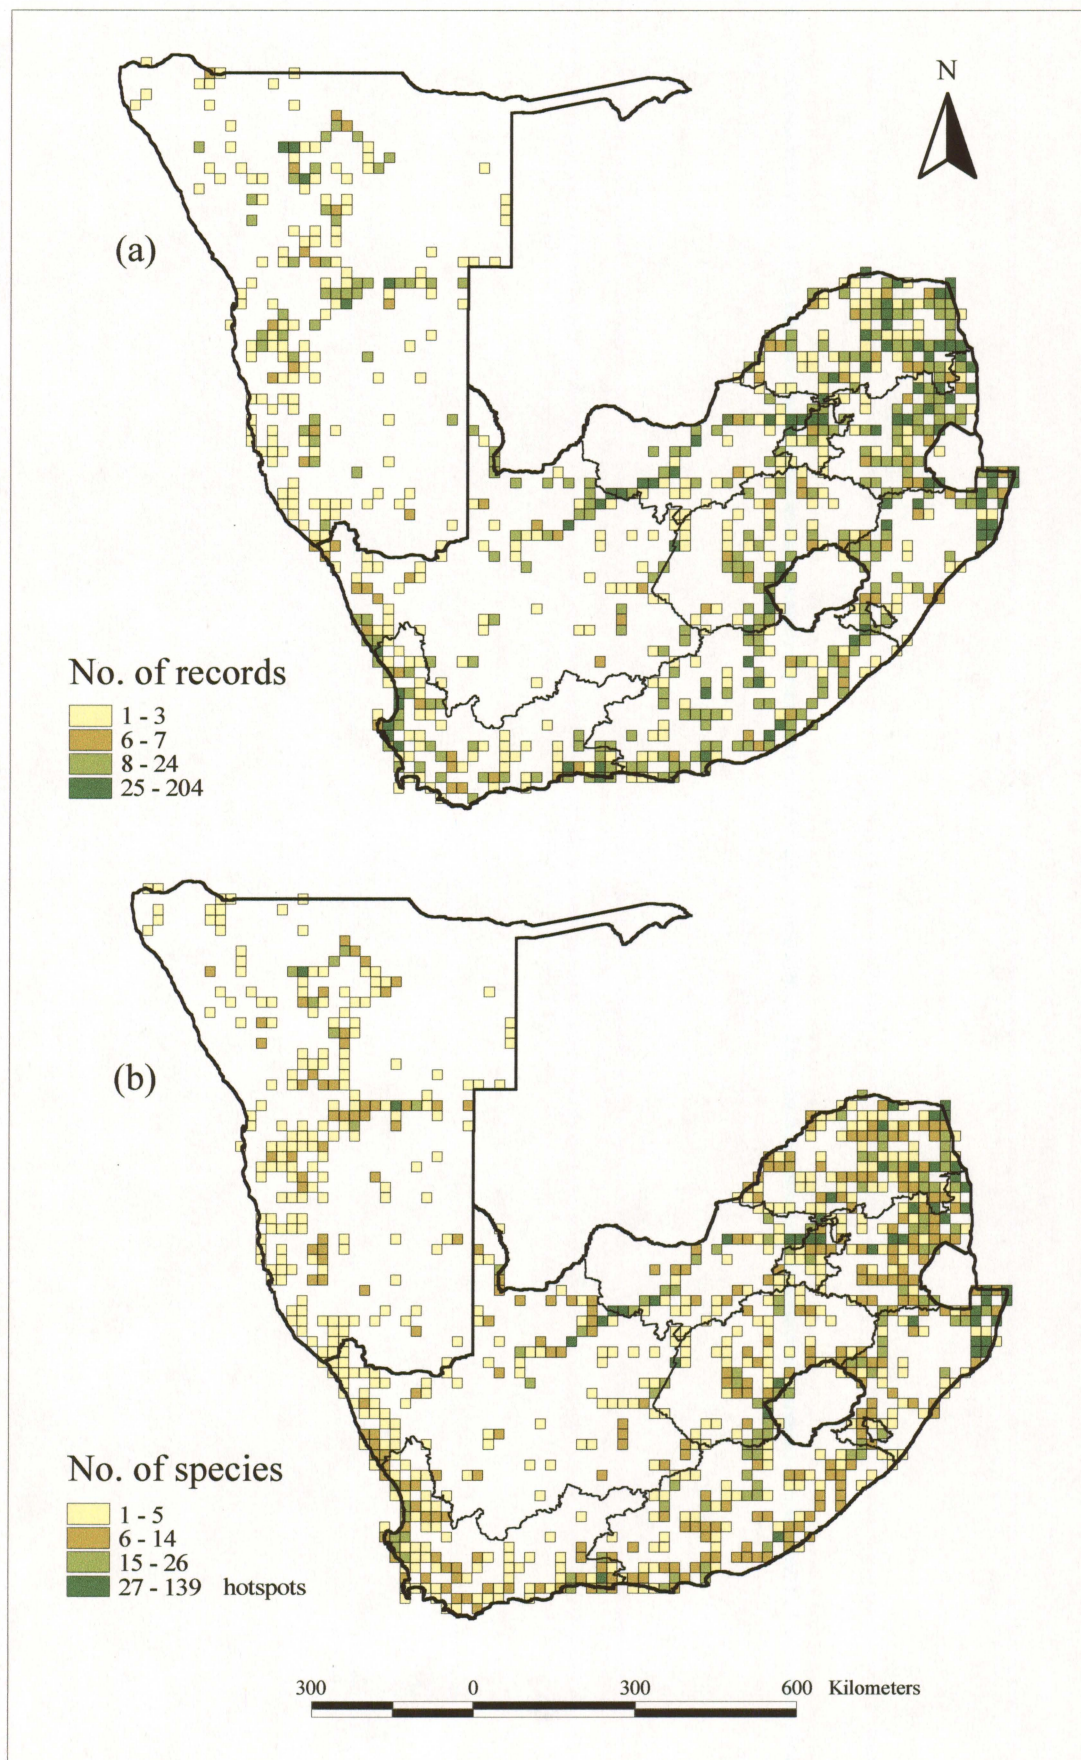 N
(a)
No. of records
1 - 3
6 - 7
8 - 24
25 - 204
(b)
No. of species
1 - 5
6 - 14
15 - 26
27 - 139 hotspots
300 0 300 600 Kilometers